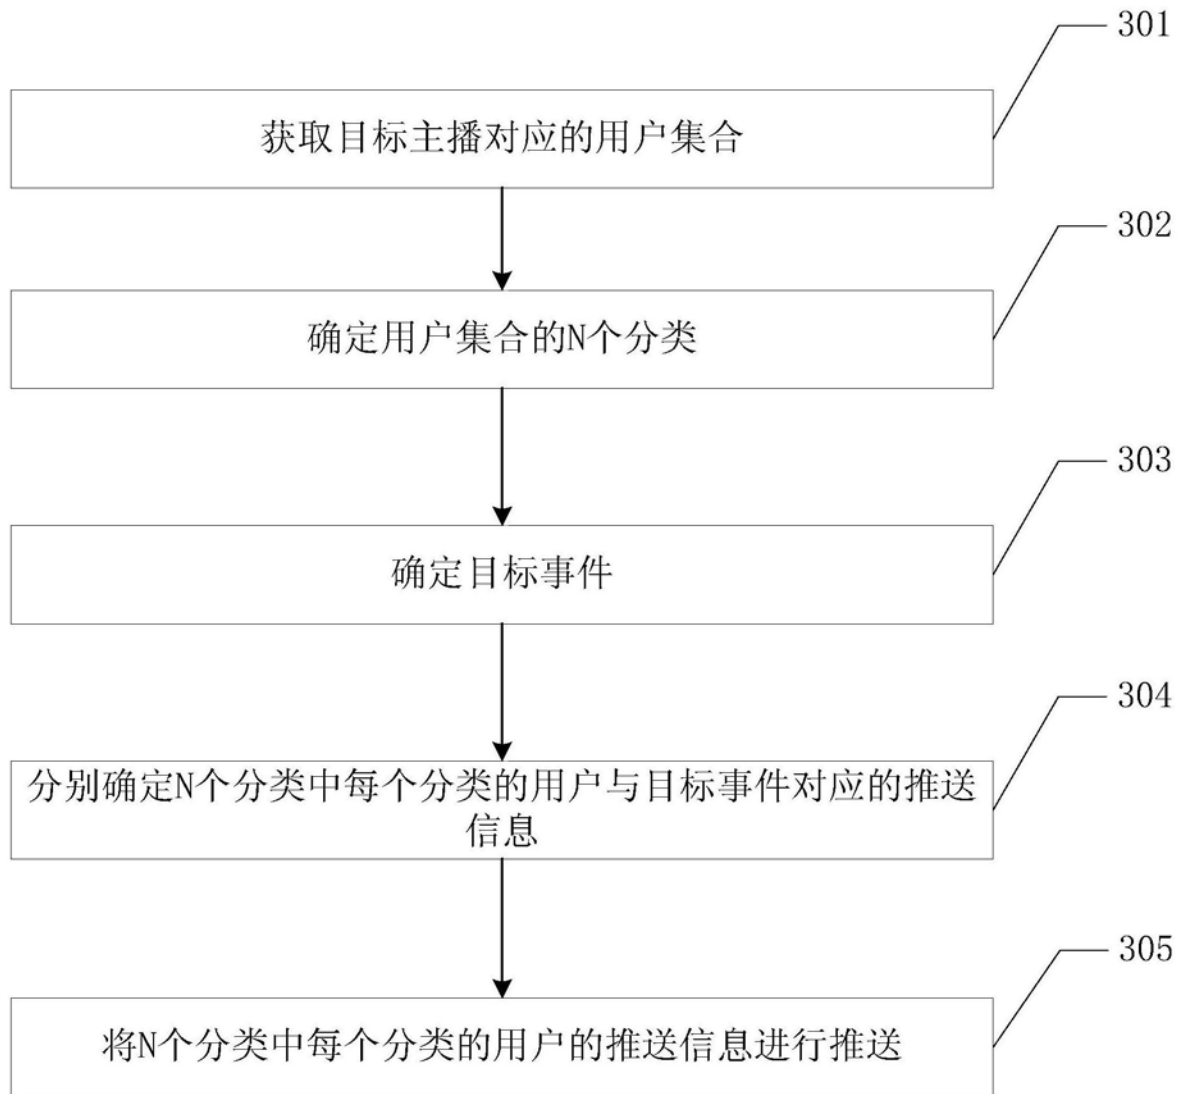 301
获取目标主播对应的用户集合
302
确定用户集合的N个分类
303
确定目标事件
304
分别确定N个分类中每个分类的用户与目标事件对应的推送
信息
305
将N个分类中每个分类的用户的推送信息进行推送